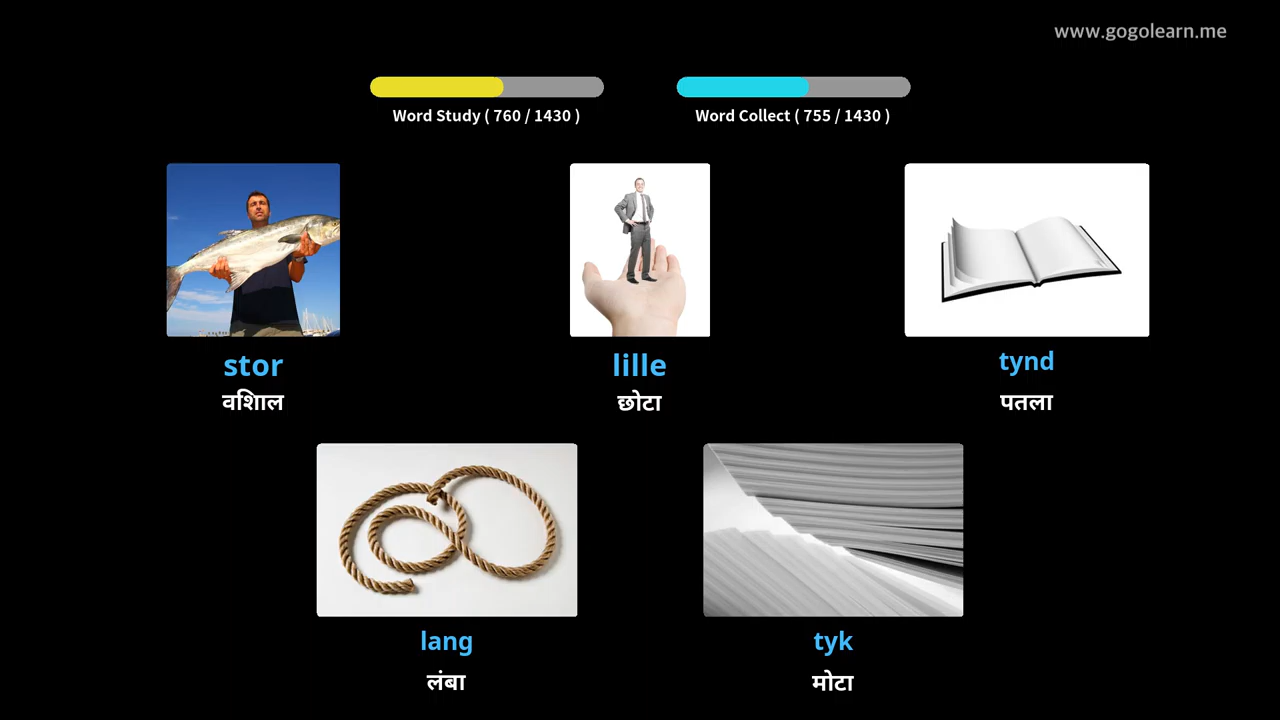 www.gogolearn.me
Word Study ( 760 / 1430 )
Word Collect ( 755 / 1430 )
stor
lille
tynd
विशाल
छोटा
पतला
lang
tyk
लंबा
मोटा